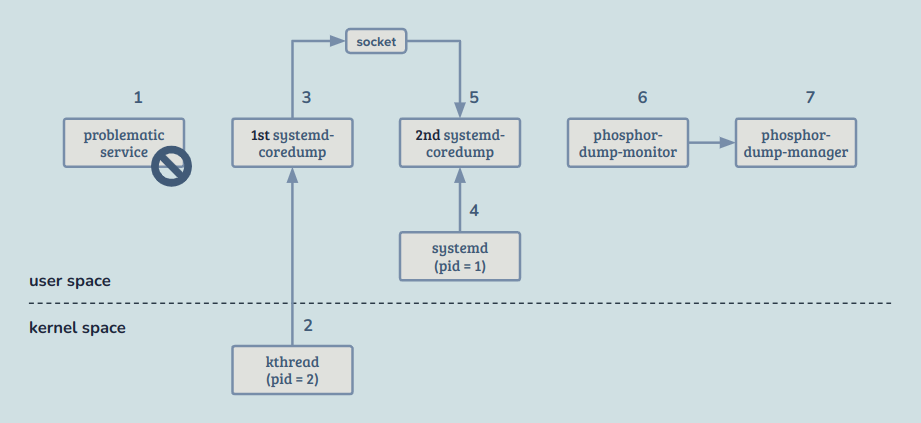 socket
1
3
5
6
7
problematic
service
1st systemd-
coredump
2nd systemd-
coredump
phosphor-
dump-monitor
phosphor-
dump-manager
4
systemd
(pid = 1)
user space
kernel space
2
kthread
(pid = 2)